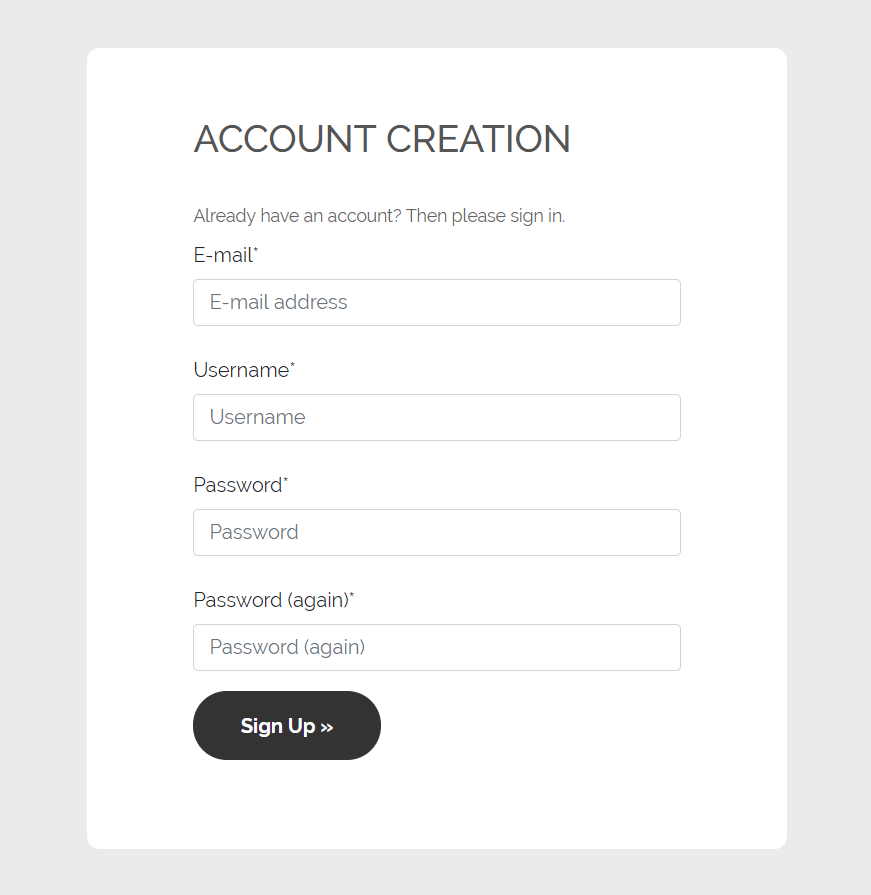 ACCOUNT CREATION
Already have an account? Then please sign in.
E-mail*
E-mail address
Username*
Username
Password*
Password
Password (again)*
Password (again)
Sign Up »